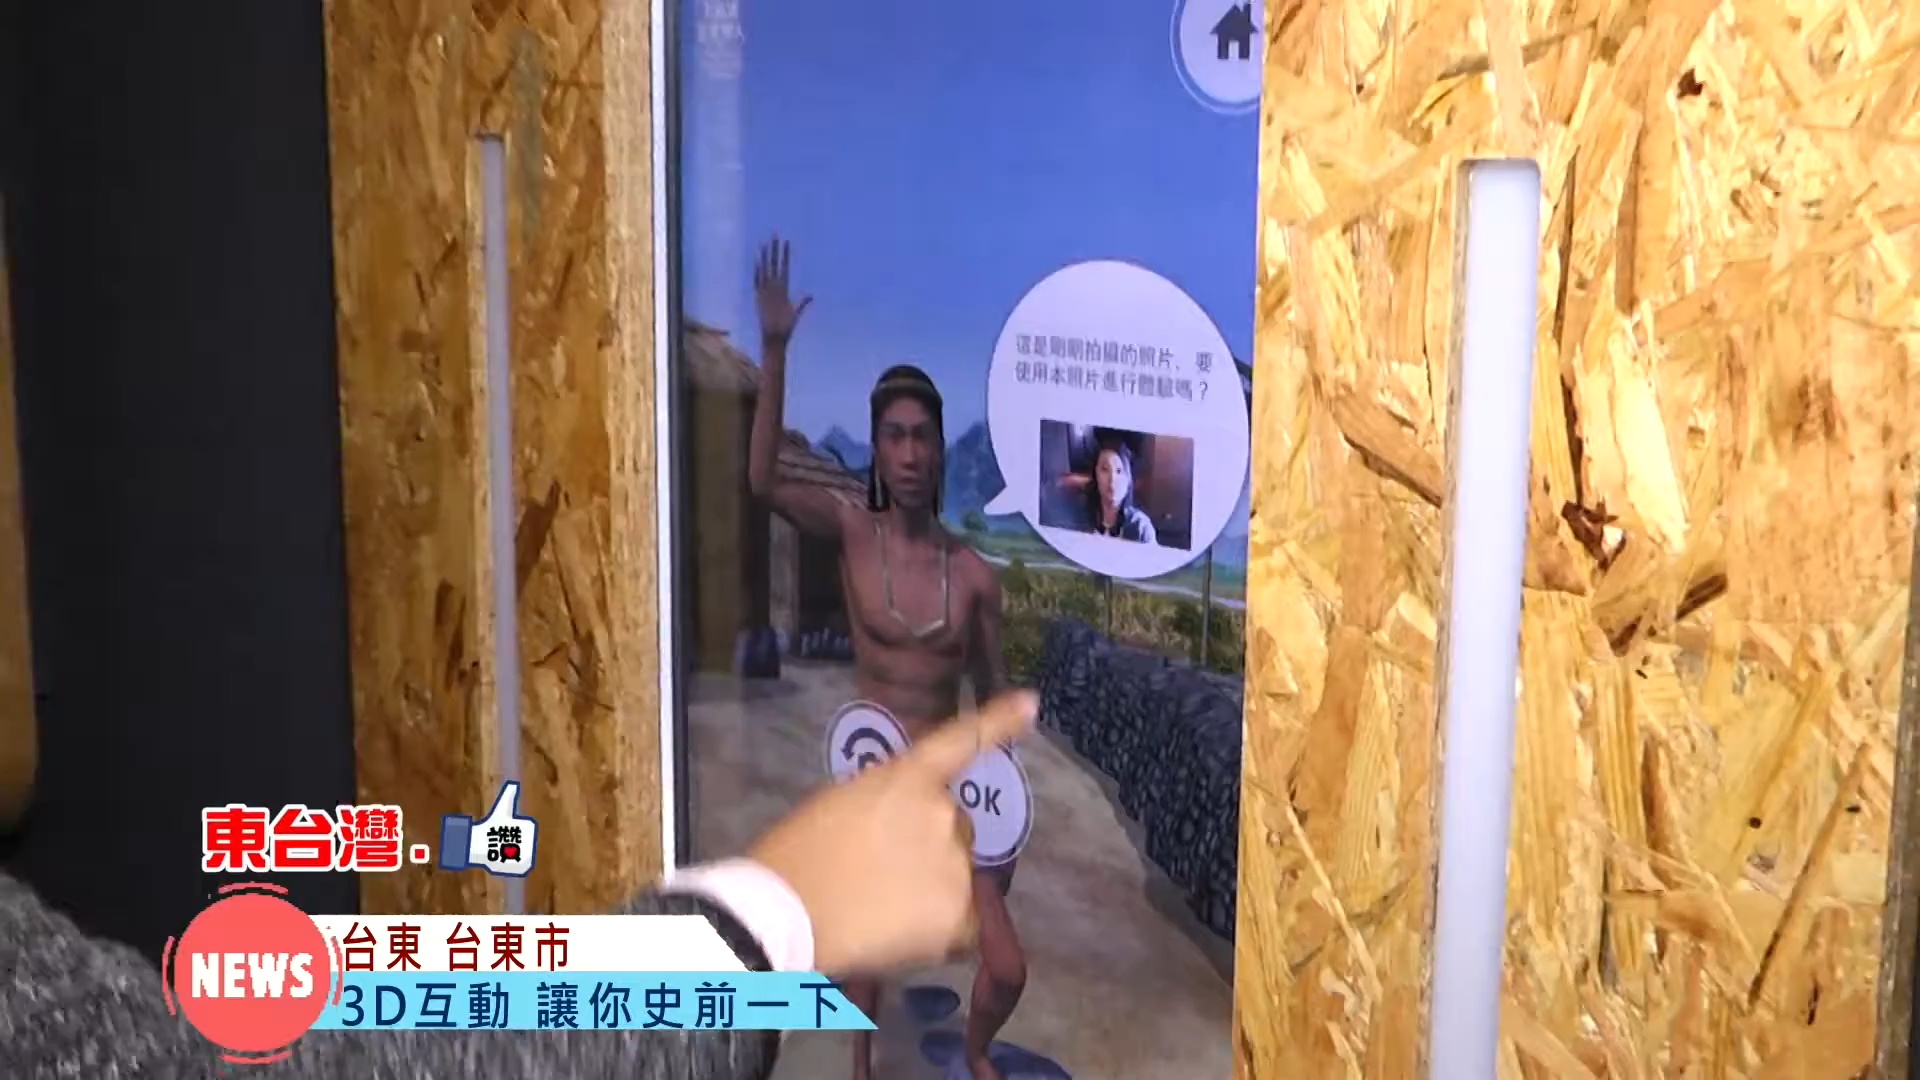 這是剛剛拍攝的照片，要
使用本照片進行體驗嗎？
OK
東台灣.讚
NEWS
台東 台東市
3D互動 讓你史前一下